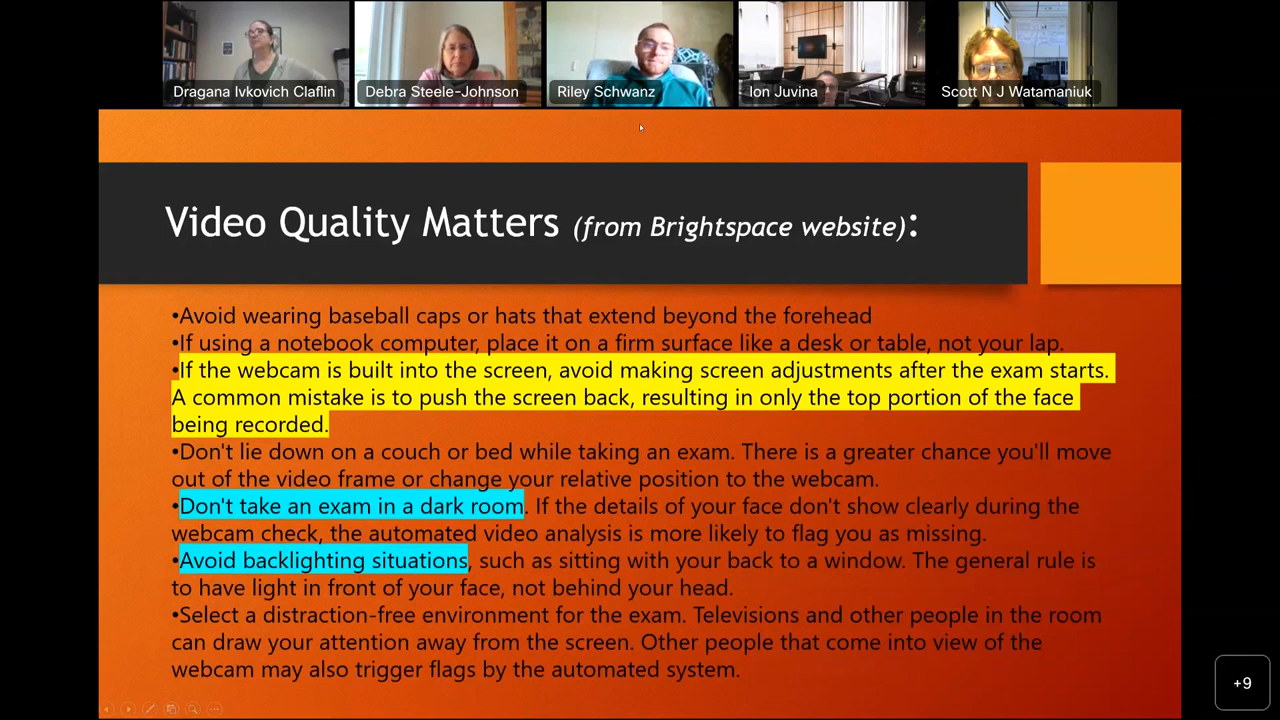 Dragana Ivkovich Claflin
Debra Steele-Johnson
Riley Schwanz
Ion Juvina
Scott N J Watamaniuk
Video Quality Matters (from Brightspace website):
•Avoid wearing baseball caps or hats that extend beyond the forehead
•If using a notebook computer, place it on a firm surface like a desk or table, not your lap.
•If the webcam is built into the screen, avoid making screen adjustments after the exam starts.
A common mistake is to push the screen back, resulting in only the top portion of the face
being recorded.
•Don't lie down on a couch or bed while taking an exam. There is a greater chance you'll move
out of the video frame or change your relative position to the webcam.
•Don't take an exam in a dark room. If the details of your face don't show clearly during the
webcam check, the automated video analysis is more likely to flag you as missing.
•Avoid backlighting situations, such as sitting with your back to a window. The general rule is
to have light in front of your face, not behind your head.
•Select a distraction-free environment for the exam. Televisions and other people in the room
can draw your attention away from the screen. Other people that come into view of the
webcam may also trigger flags by the automated system.
+9